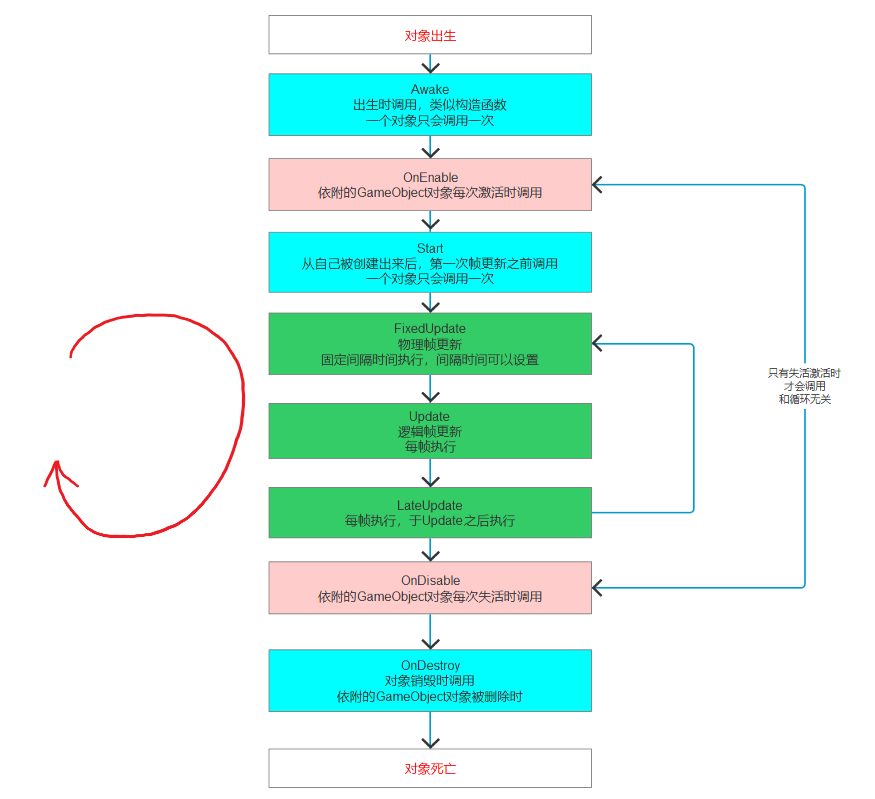 对象出生
Awake
出生时调用，类似构造函数
一个对象只会调用一次
OnEnable
依附的GameObject对象每次激活时调用
Start
从自己被创建出来后，第一次帧更新之前调用
一个对象只会调用一次
FixedUpdate
物理帧更新
固定间隔时间执行，间隔时间可以设置
只有失活激活时
才会调用
和循环无关
Update
逻辑帧更新
每帧执行
LateUpdate
每帧执行，于Update之后执行
OnDisable
依附的GameObject对象每次失活时调用
OnDestroy
对象销毁时调用
依附的GameObject对象被删除时
对象死亡